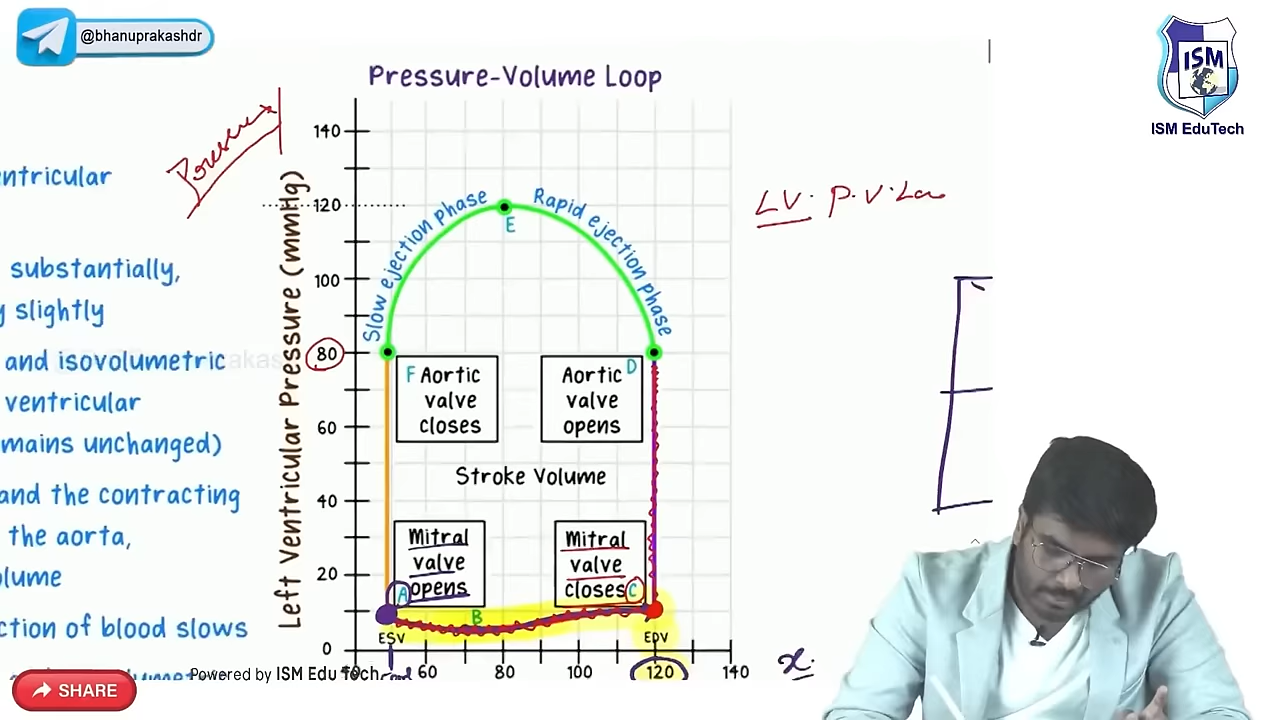 @bhanuprakashdr
ISM
ISM EduTech
Pressure-Volume Loop
Pressure
ntricular
substantially,
y slightly
and isovolumetric
ventricular
mains unchanged)
and the contracting
the aorta,
olume
ction of blood slows
Left Ventricular Pressure (mmHg)
140
120
100
80
60
40
20
0
Slow ejection phase
E
Rapid ejection phase
LV. P.V.Loo
F Aortic
valve
closes
Aortic D
valve
opens
Stroke Volume
Mitral
valve
A opens
Mitral
valve
closes C
B
ESV
EDV
60
80
100
120
140
x.
SHARE
Powered by ISM Edu Tech